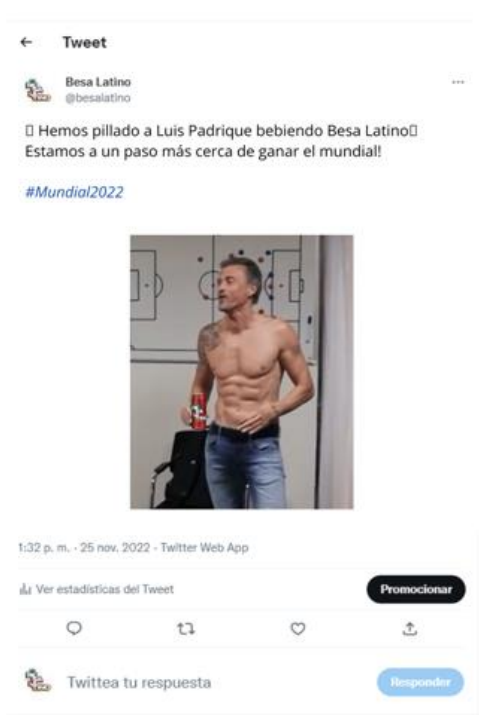 Tweet
Besa Latino
@besalatino
▯ Hemos pillado a Luis Padrique bebiendo Besa Latino▯
Estamos a un paso más cerca de ganar el mundial!
#Mundial2022
1:32 p. m. · 25 nov. 2022 · Twitter Web App
Ver estadísticas del Tweet
Promocionar
Twittea tu respuesta
Responder